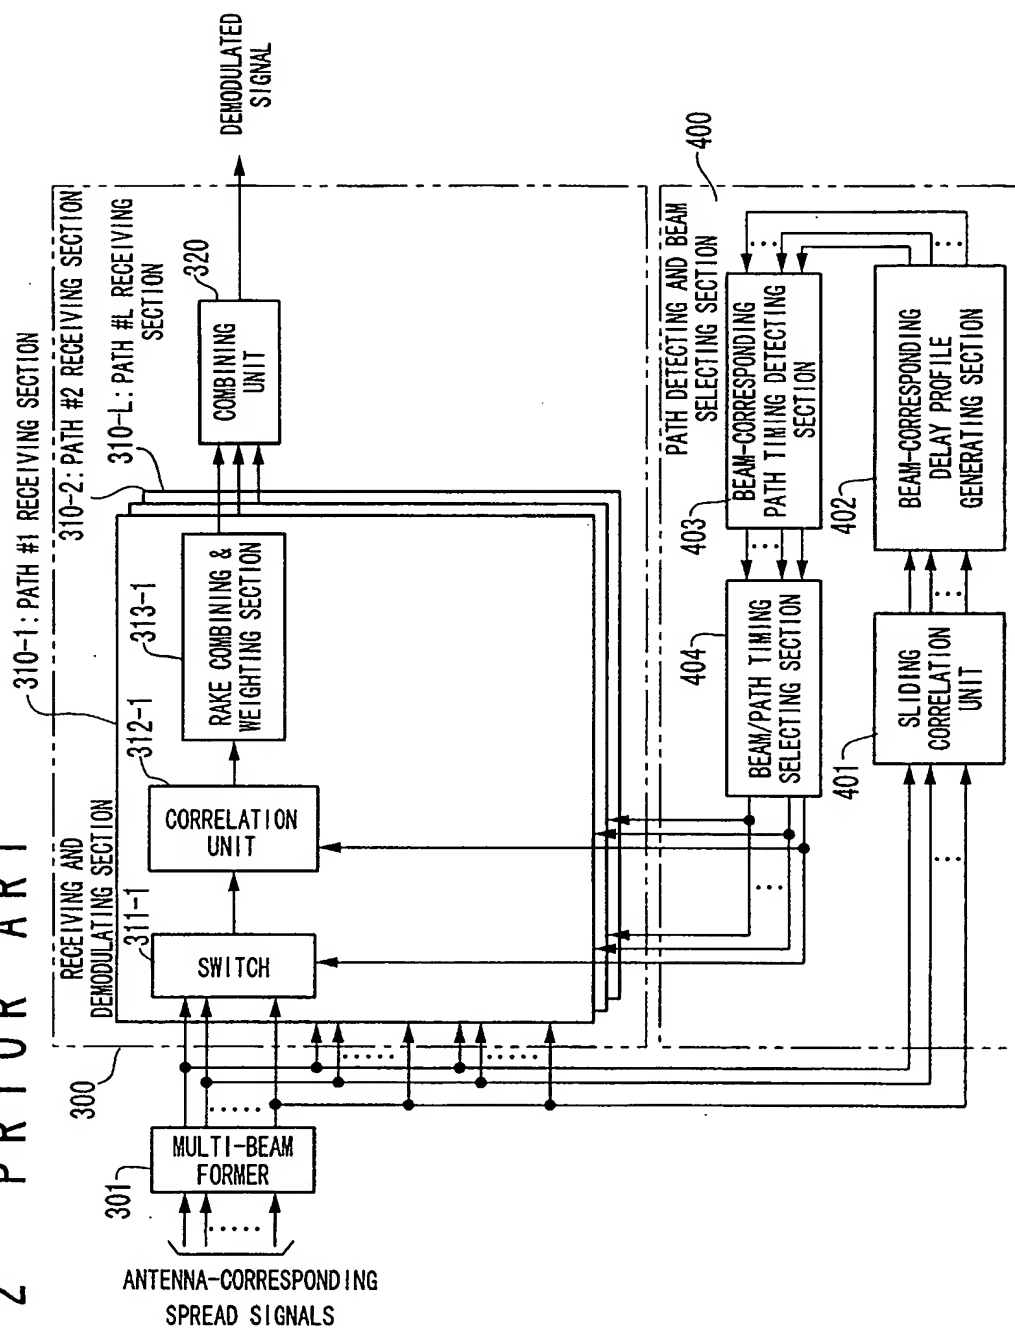 2 PRIOR ART
310-1: PATH #1 RECEIVING SECTION
310-2: PATH #2 RECEIVING SECTION
310-L: PATH #L RECEIVING
SECTION
300
RECEIVING AND
DEMODULATING SECTION
ANTENNA-CORRESPONDING
SPREAD SIGNALS
301
MULTI-BEAM
FORMER
311-1
SWITCH
312-1
CORRELATION
UNIT
313-1
RAKE COMBINING &
WEIGHTING SECTION
320
COMBINING
UNIT
DEMODULATED
SIGNAL
400
PATH DETECTING AND BEAM
SELECTING SECTION
404
BEAM/PATH TIMING
SELECTING SECTION
403
BEAM-CORRESPONDING
PATH TIMING DETECTING
SECTION
401
SLIDING
CORRELATION
UNIT
402
BEAM-CORRESPONDING
DELAY PROFILE
GENERATING SECTION